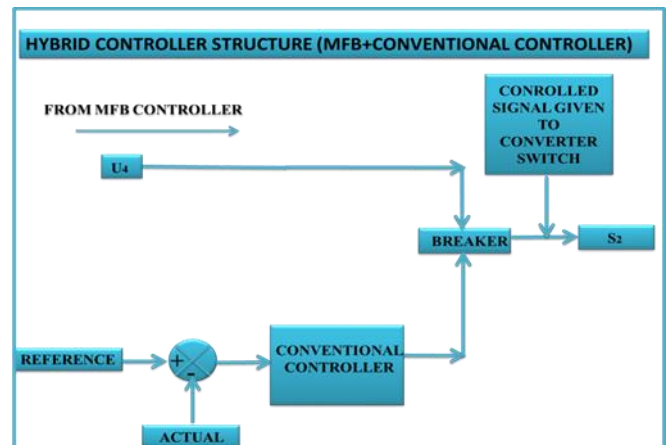 HYBRID CONTROLLER STRUCTURE (MFB+CONVENTIONAL CONTROLLER)
FROM MFB CONTROLLER
U4
CONROLLED
SIGNAL GIVEN
TO
CONVERTER
SWITCH
BREAKER
S2
REFERENCE
+
-
CONVENTIONAL
CONTROLLER
ACTUAL